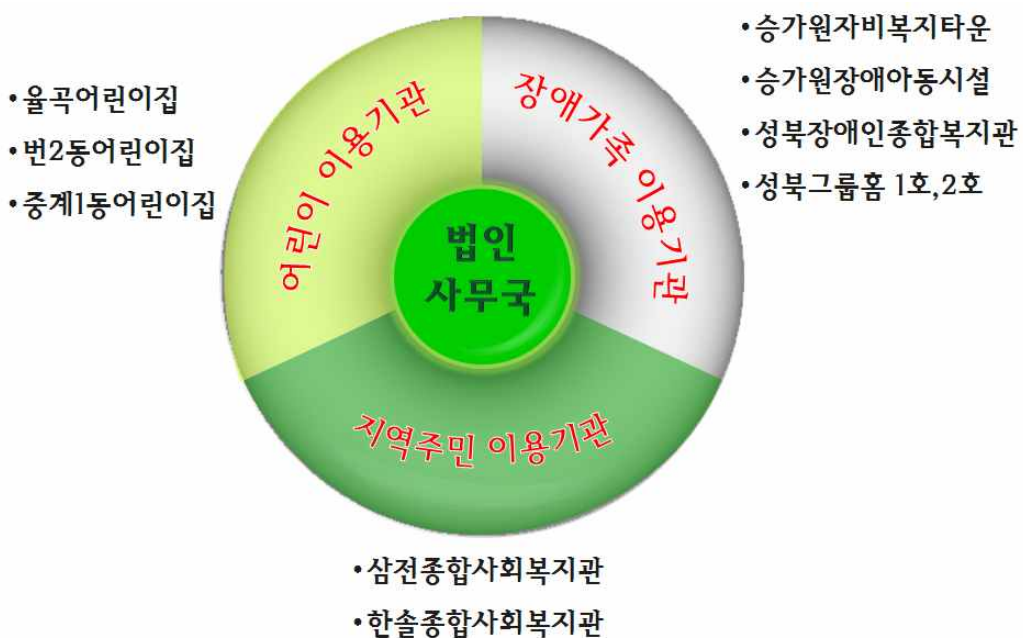 •율곡어린이집
•번2동어린이집
•중계1동어린이집
어린이 이용기관
장애가족 이용기관
•승가원자비복지타운
•승가원장애아동시설
•성북장애인종합복지관
•성북그룹홈 1호,2호
법인
사무국
지역주민 이용기관
•삼전종합사회복지관
•한솔종합사회복지관